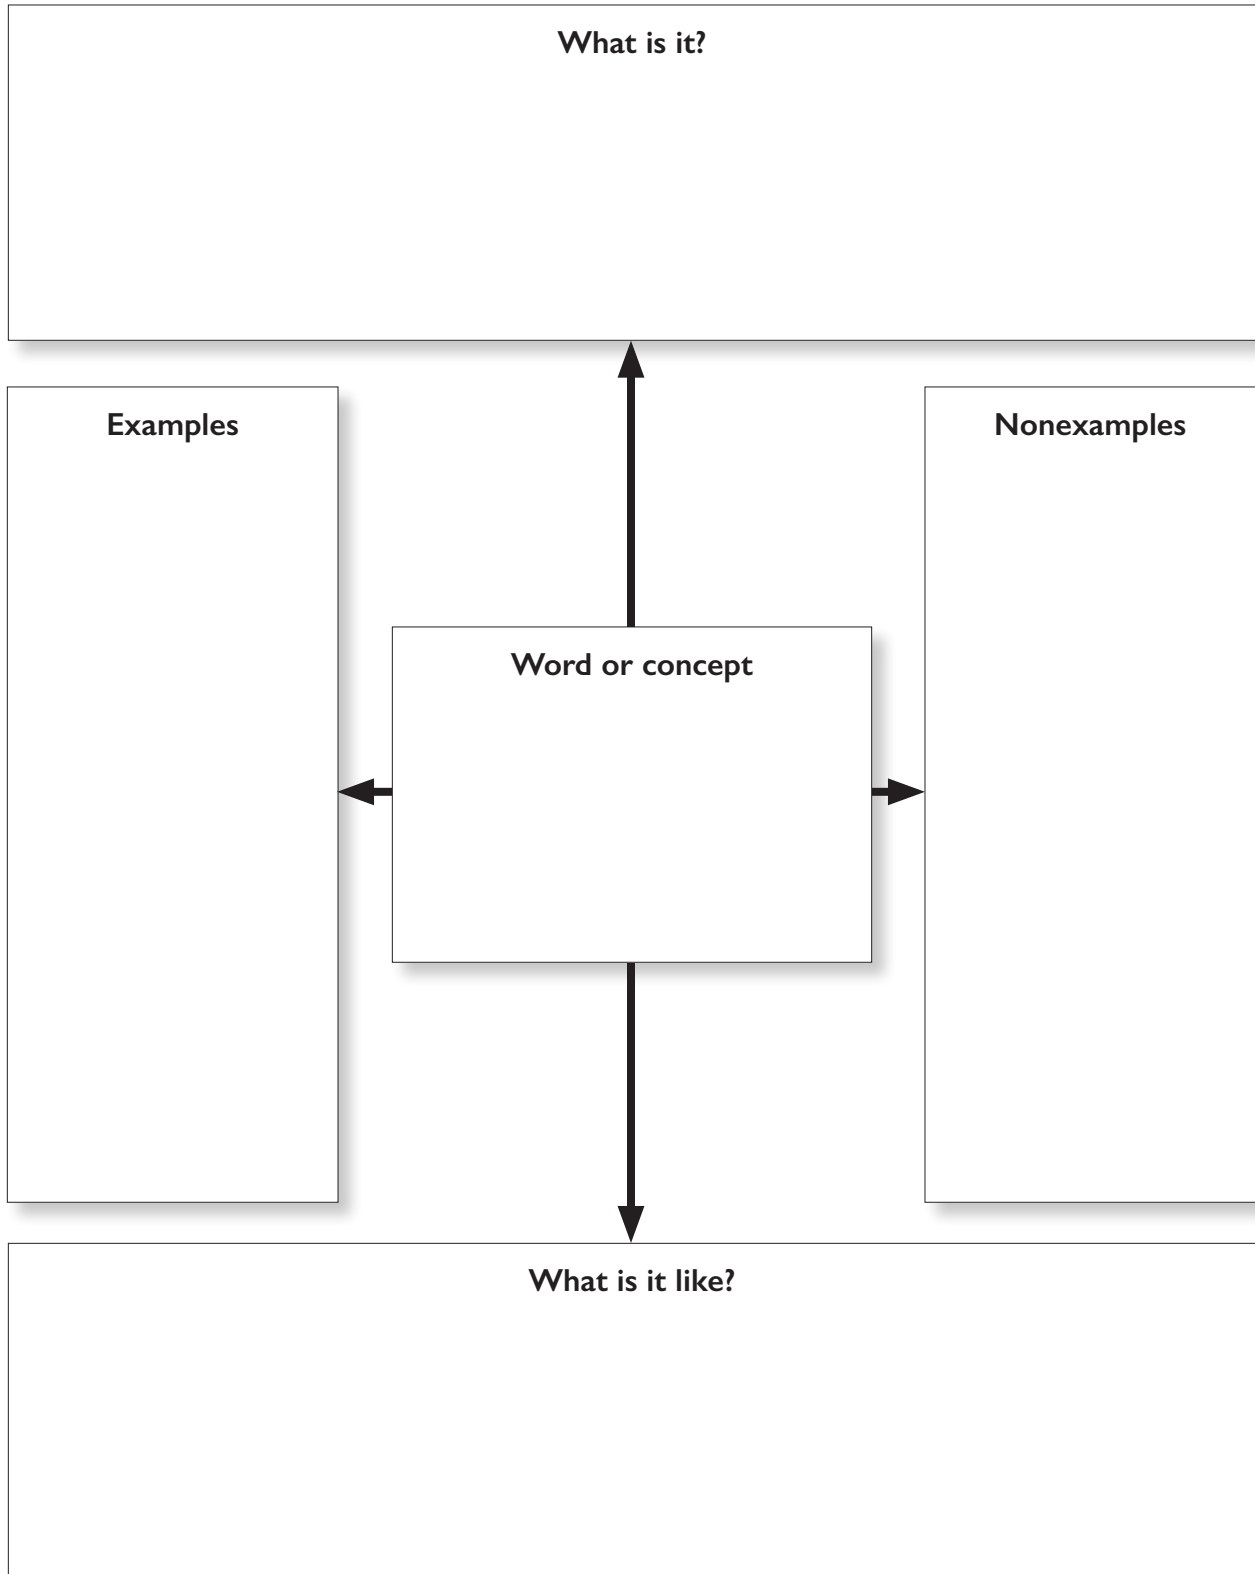 What is it?
Examples
Nonexamples
Word or concept
What is it like?